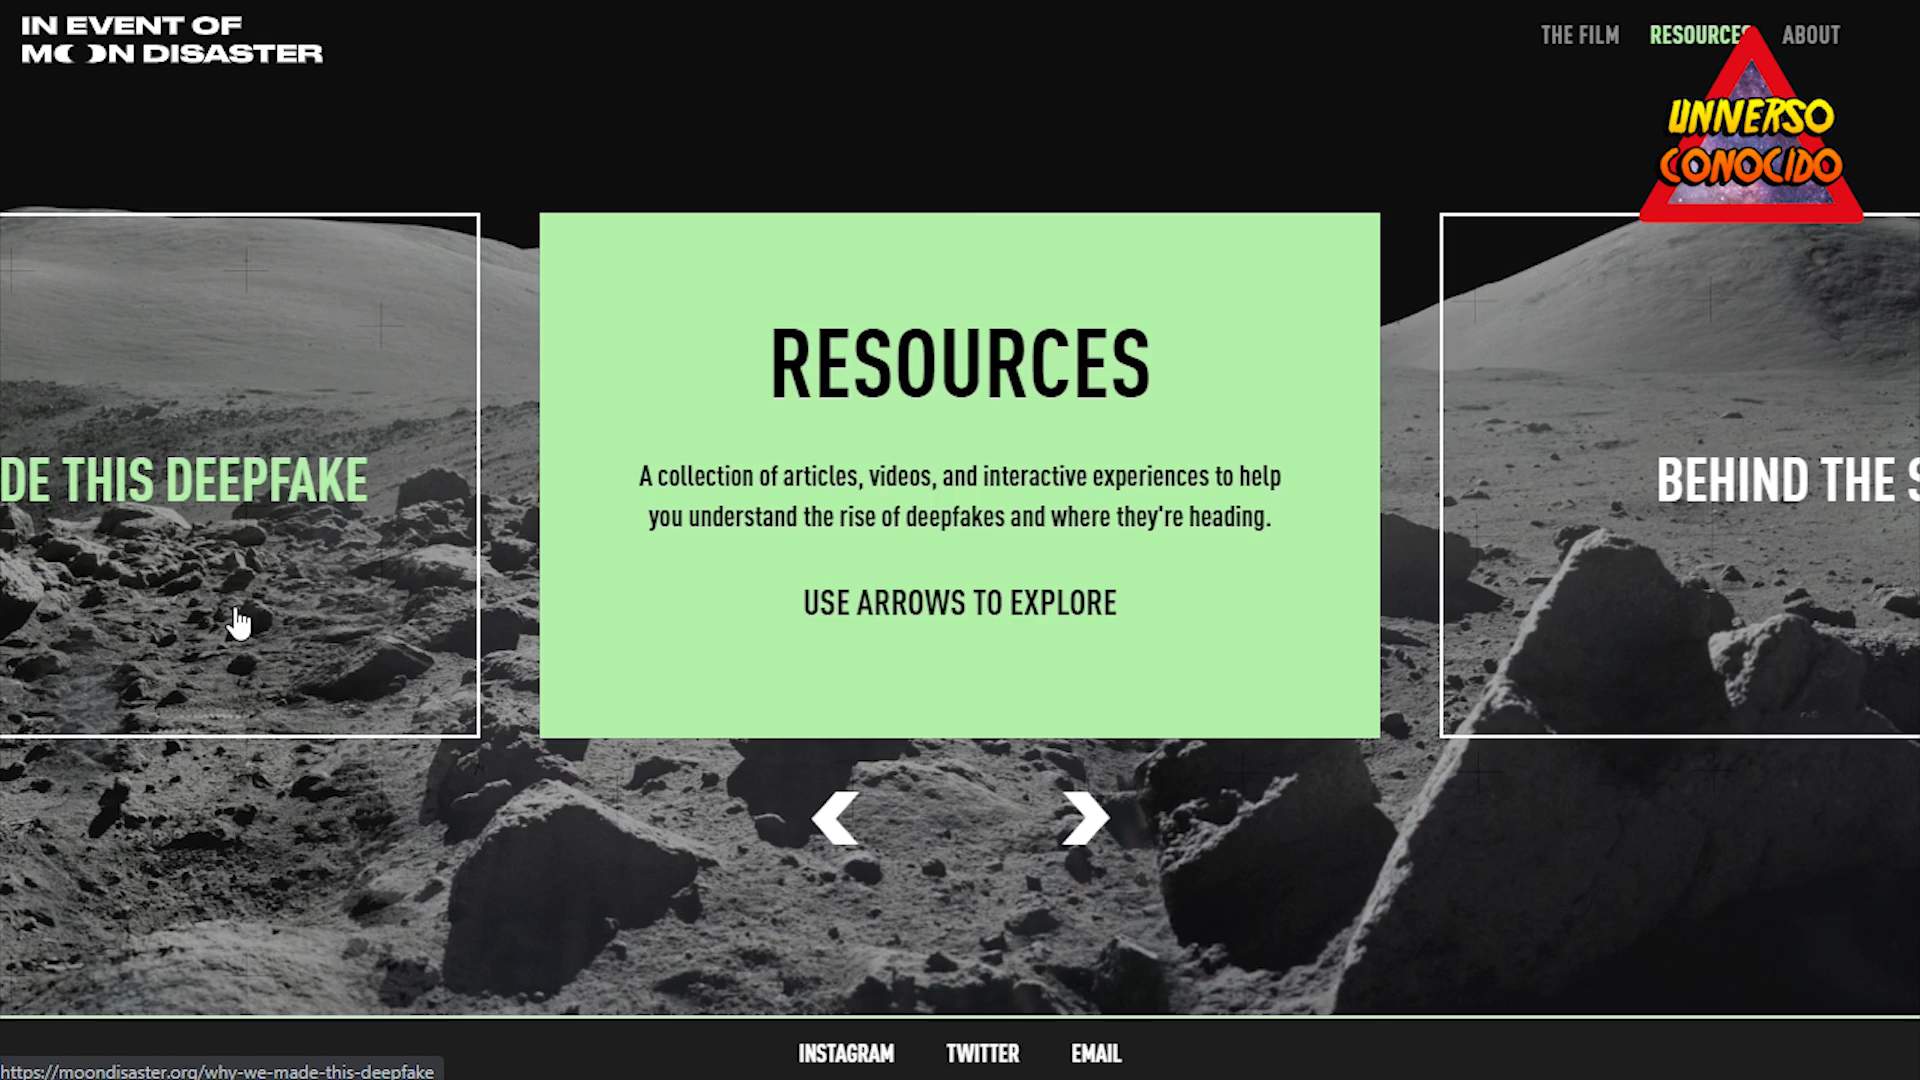 IN EVENT OF
MOON DISASTER
THE FILM RESOURCES ABOUT
UNIVERSO
CONOCIDO
DE THIS DEEPFAKE
RESOURCES
A collection of articles, videos, and interactive experiences to help
you understand the rise of deepfakes and where they're heading.
USE ARROWS TO EXPLORE
BEHIND THE S
INSTAGRAM TWITTER EMAIL
https://moondisaster.org/why-we-made-this-deepfake